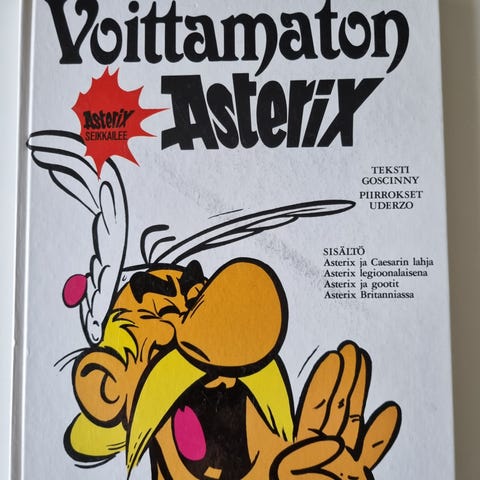 Voittamaton
Asterix
Asterix
SEIKKAILEE
TEKSTI
GOSCINNY
PIIRROKSET
UDERZO
SISÄLTÖ
Asterix ja Caesarin lahja
Asterix legioonalaisena
Asterix ja gootit
Asterix Britanniassa